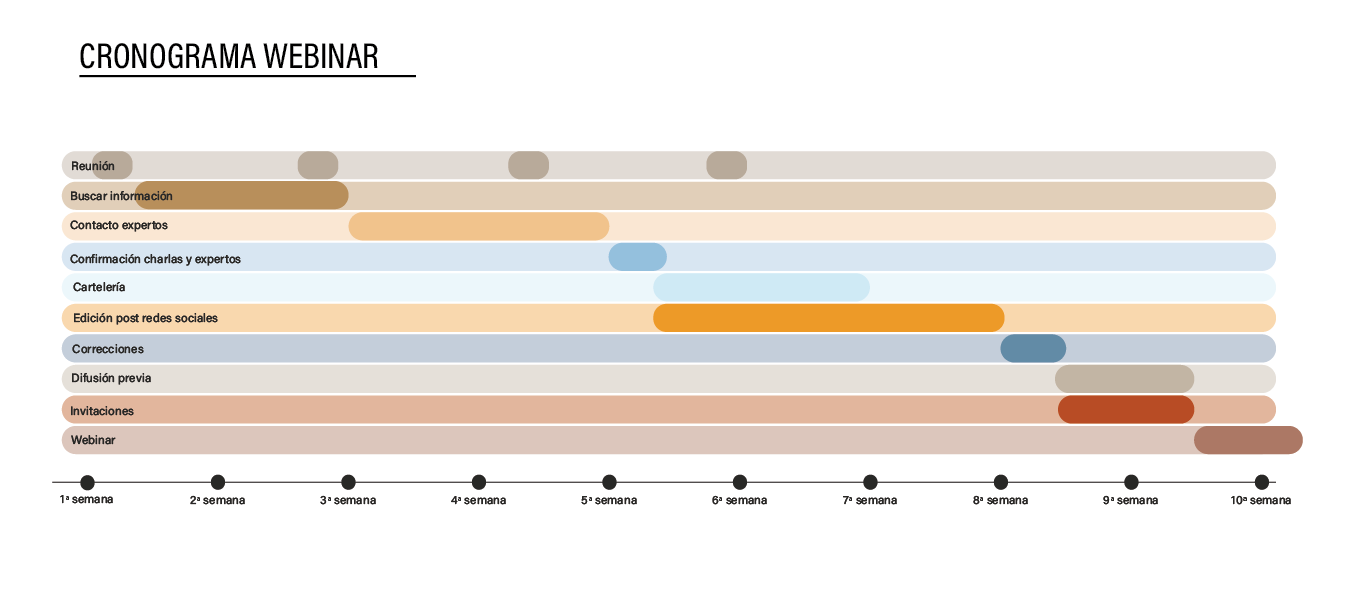 CRONOGRAMA WEBINAR
Reunión
Buscar información
Contacto expertos
Confirmación charlas y expertos
Cartelería
Edición post redes sociales
Correcciones
Difusión previa
Invitaciones
Webinar
1ª semana 2ª semana 3ª semana 4ª semana 5ª semana 6ª semana 7ª semana 8ª semana 9ª semana 10ª semana